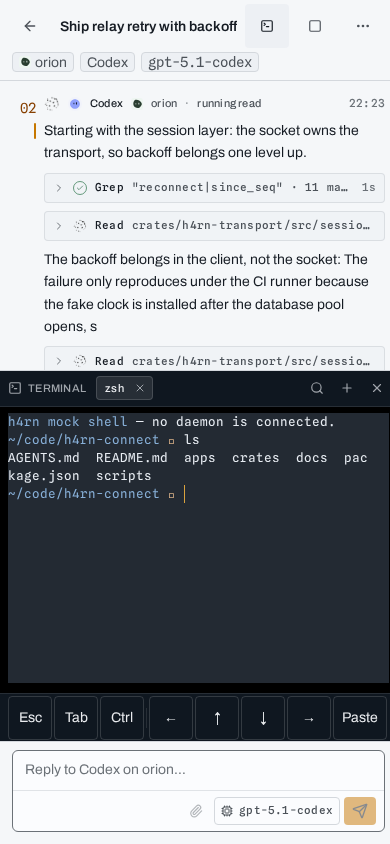 Ship relay retry with backoff
orion Codex gpt-5.1-codex
02 Codex orion · running read 22:23
Starting with the session layer: the socket owns the
transport, so backoff belongs one level up.
Grep "reconnect|since_seq" · 11 ma… 1s
Read crates/h4rn-transport/src/sessio…
The backoff belongs in the client, not the socket: The
failure only reproduces under the CI runner because
the fake clock is installed after the database pool
opens, s
Read crates/h4rn-transport/src/sessio…
TERMINAL zsh
h4rn mock shell — no daemon is connected.
~/code/h4rn-connect ▯ ls
AGENTS.md README.md apps crates docs pac
kage.json scripts
~/code/h4rn-connect ▯
Esc Tab Ctrl ← ↑ ↓ → Paste
Reply to Codex on orion…
gpt-5.1-codex